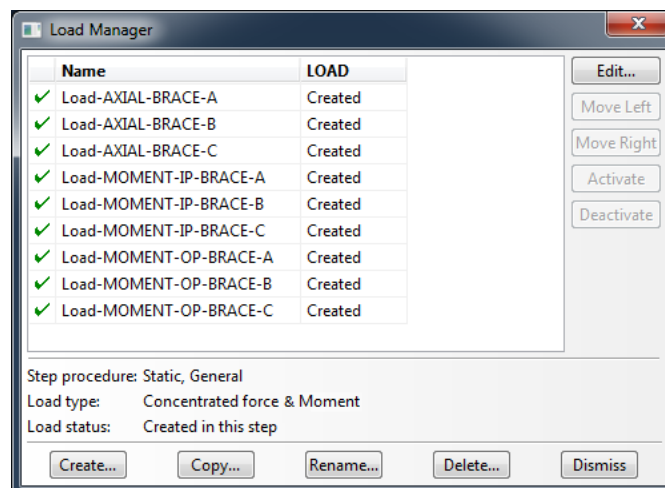 Load Manager
Name LOAD
Load-AXIAL-BRACE-A Created
Load-AXIAL-BRACE-B Created
Load-AXIAL-BRACE-C Created
Load-MOMENT-IP-BRACE-A Created
Load-MOMENT-IP-BRACE-B Created
Load-MOMENT-IP-BRACE-C Created
Load-MOMENT-OP-BRACE-A Created
Load-MOMENT-OP-BRACE-B Created
Load-MOMENT-OP-BRACE-C Created
Edit...
Move Left
Move Right
Activate
Deactivate
Step procedure: Static, General
Load type: Concentrated force & Moment
Load status: Created in this step
Create... Copy... Rename... Delete... Dismiss